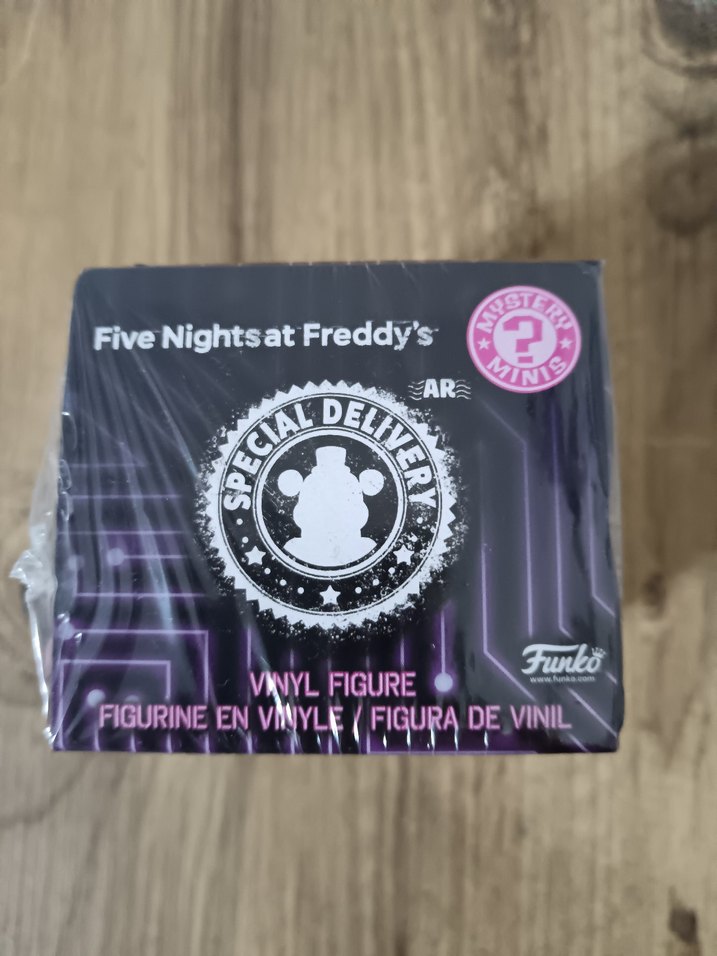 Five Nights at Freddy's
MYSTERY
?
MINIS
AR
SPECIAL DELIVERY
Funko
www.funko.com
VINYL FIGURE
FIGURINE EN VINYLE / FIGURA DE VINIL